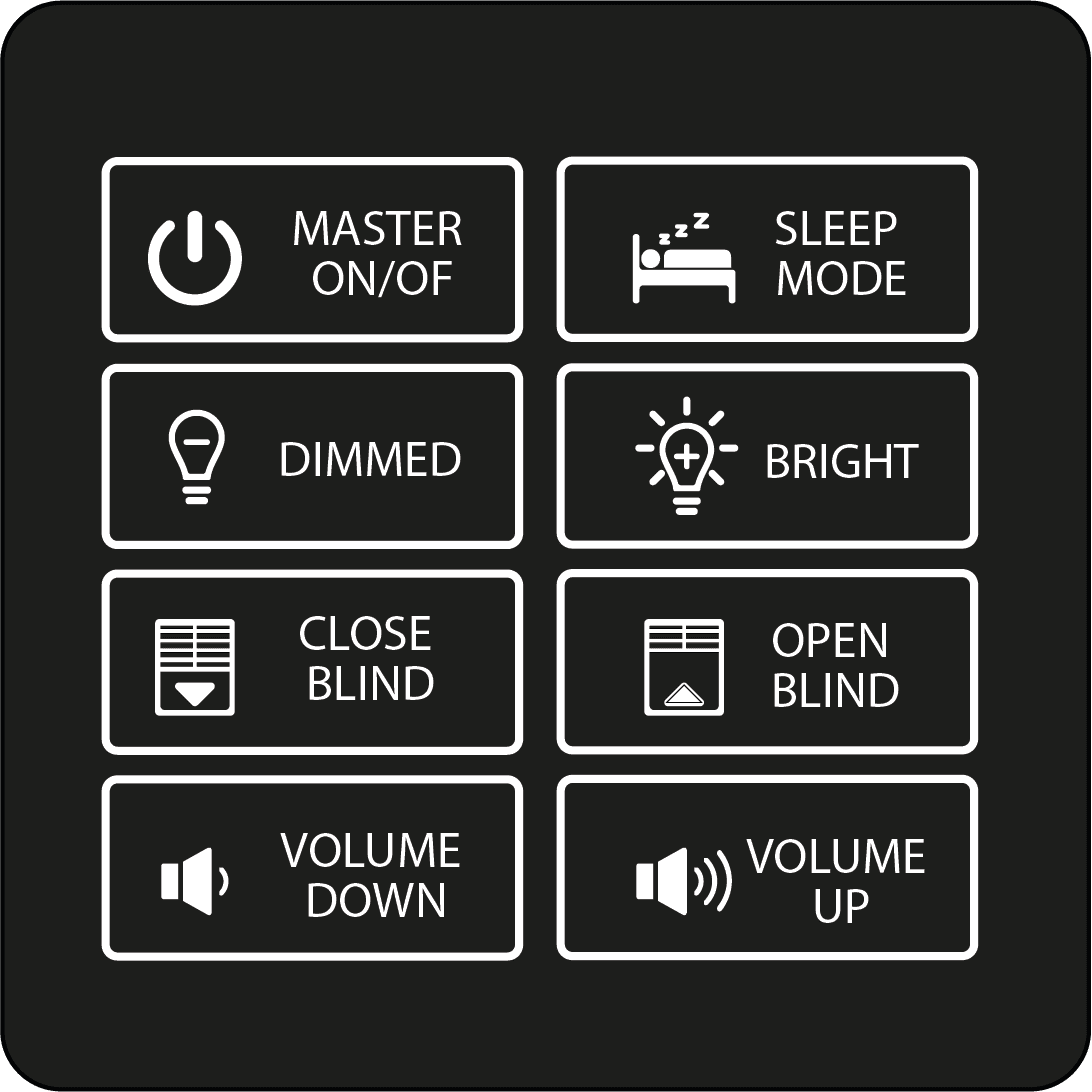 MASTER
ON/OF
SLEEP
MODE
DIMMED
BRIGHT
CLOSE
BLIND
OPEN
BLIND
VOLUME
DOWN
VOLUME
UP